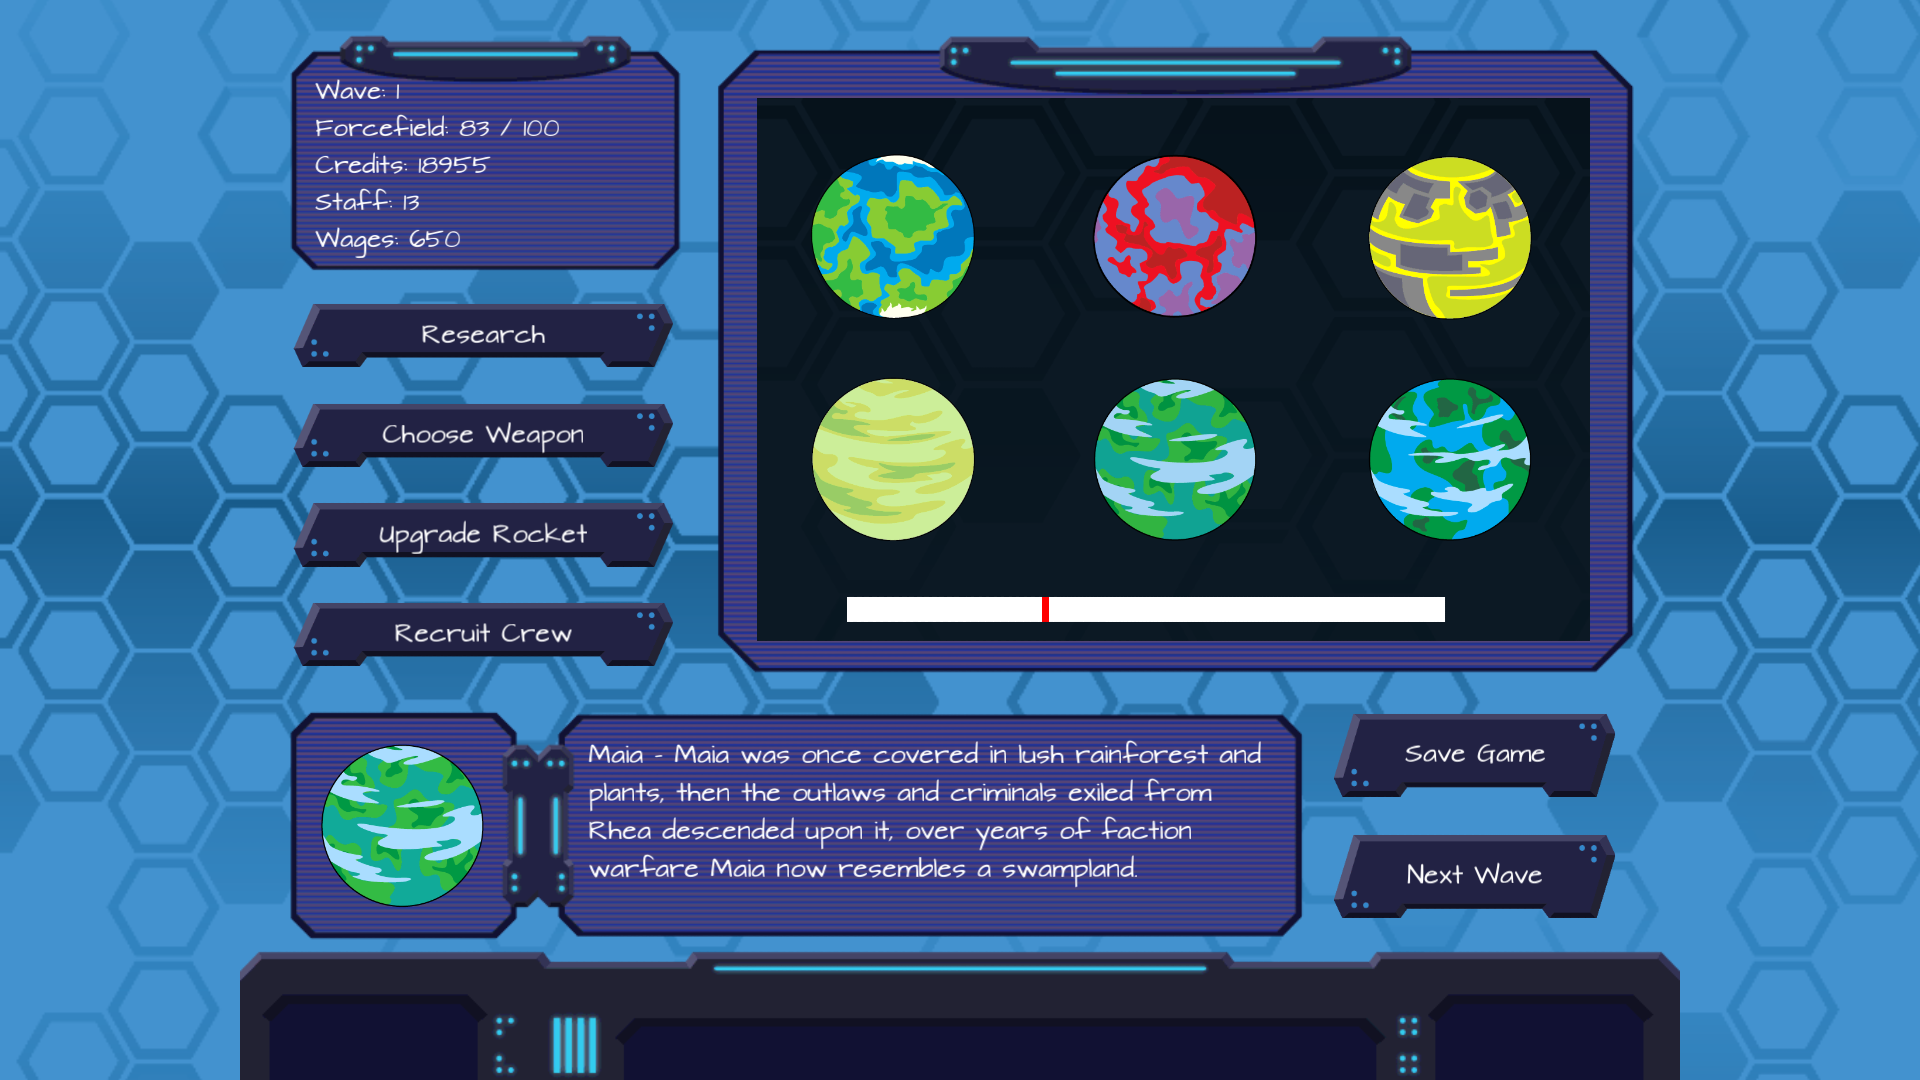 Wave: 1
Forcefield: 83 / 100
Credits: 18955
Staff: 13
Wages: 650
Research
Choose Weapon
Upgrade Rocket
Recruit Crew
Maia - Maia was once covered in lush rainforest and
plants, then the outlaws and criminals exiled from
Rhea descended upon it, over years of faction
warfare Maia now resembles a swampland.
Save Game
Next Wave